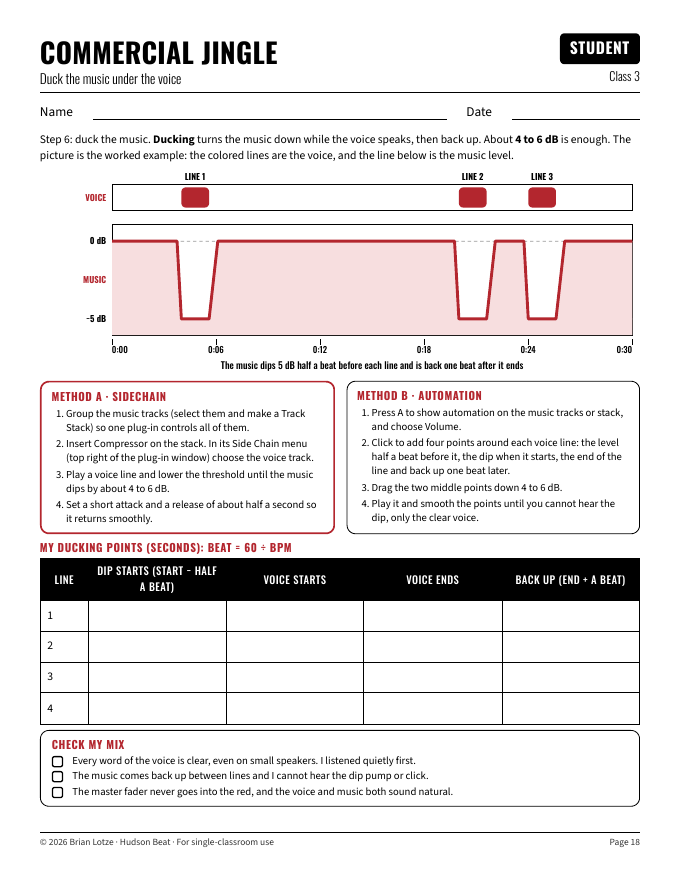 COMMERCIAL JINGLE
STUDENT
Duck the music under the voice
Class 3
Name
Date
Step 6: duck the music. Ducking turns the music down while the voice speaks, then back up. About 4 to 6 dB is enough. The
picture is the worked example: the colored lines are the voice, and the line below is the music level.
LINE 1
LINE 2
LINE 3
VOICE
0 dB
MUSIC
−5 dB
0:00
0:06
0:12
0:18
0:24
0:30
The music dips 5 dB half a beat before each line and is back one beat after it ends
METHOD A · SIDECHAIN
1. Group the music tracks (select them and make a Track
Stack) so one plug-in controls all of them.
2. Insert Compressor on the stack. In its Side Chain menu
(top right of the plug-in window) choose the voice track.
3. Play a voice line and lower the threshold until the music
dips by about 4 to 6 dB.
4. Set a short attack and a release of about half a second so
it returns smoothly.
METHOD B · AUTOMATION
1. Press A to show automation on the music tracks or stack,
and choose Volume.
2. Click to add four points around each voice line: the level
half a beat before it, the dip when it starts, the end of the
line and back up one beat later.
3. Drag the two middle points down 4 to 6 dB.
4. Play it and smooth the points until you cannot hear the
dip, only the clear voice.
MY DUCKING POINTS (SECONDS): BEAT = 60 ÷ BPM
LINE
DIP STARTS (START − HALF
A BEAT)
VOICE STARTS
VOICE ENDS
BACK UP (END + A BEAT)
1
2
3
4
CHECK MY MIX
Every word of the voice is clear, even on small speakers. I listened quietly first.
The music comes back up between lines and I cannot hear the dip pump or click.
The master fader never goes into the red, and the voice and music both sound natural.
© 2026 Brian Lotze · Hudson Beat · For single-classroom use
Page 18